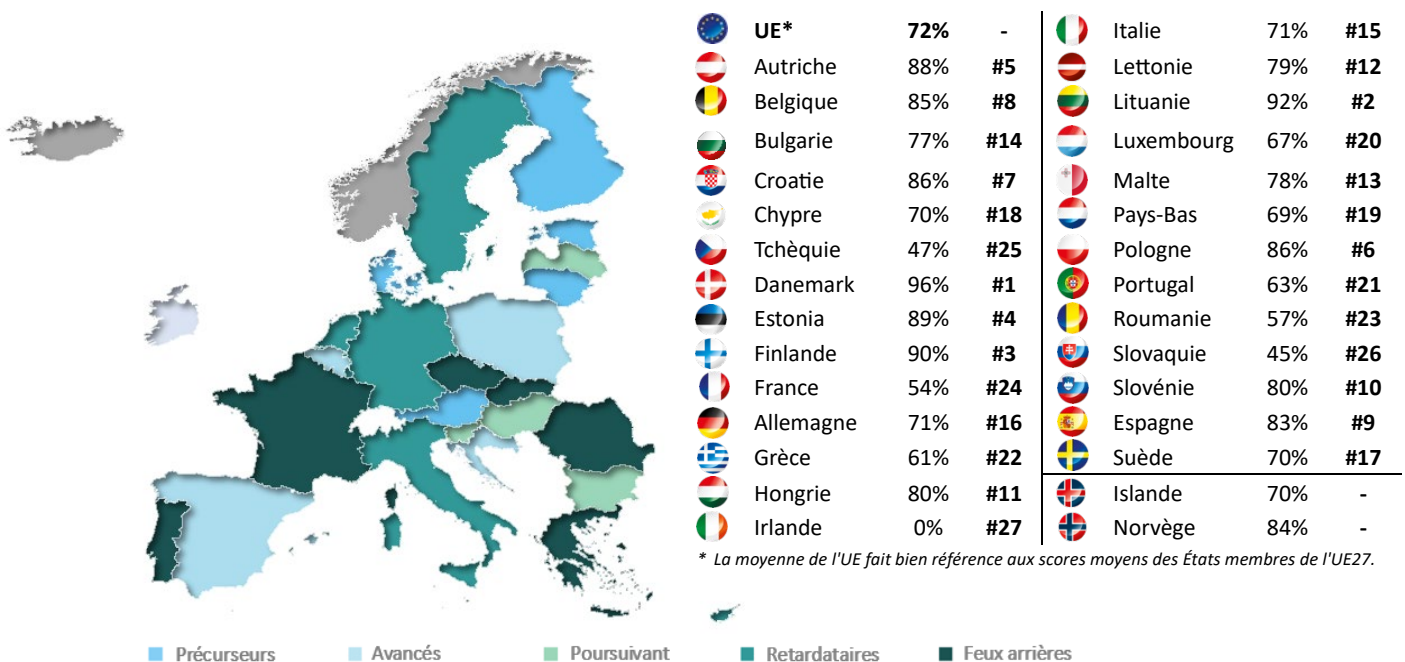 UE* 72% -
Autriche 88% #5
Belgique 85% #8
Bulgarie 77% #14
Croatie 86% #7
Chypre 70% #18
Tchèquie 47% #25
Danemark 96% #1
Estonia 89% #4
Finlande 90% #3
France 54% #24
Allemagne 71% #16
Grèce 61% #22
Hongrie 80% #11
Irlande 0% #27
Italie 71% #15
Lettonie 79% #12
Lituanie 92% #2
Luxembourg 67% #20
Malte 78% #13
Pays-Bas 69% #19
Pologne 86% #6
Portugal 63% #21
Roumanie 57% #23
Slovaquie 45% #26
Slovénie 80% #10
Espagne 83% #9
Suède 70% #17
Islande 70% -
Norvège 84% -
* La moyenne de l'UE fait bien référence aux scores moyens des États membres de l'UE27.
Précurseurs Avancés Poursuivant Retardataires Feux arrières